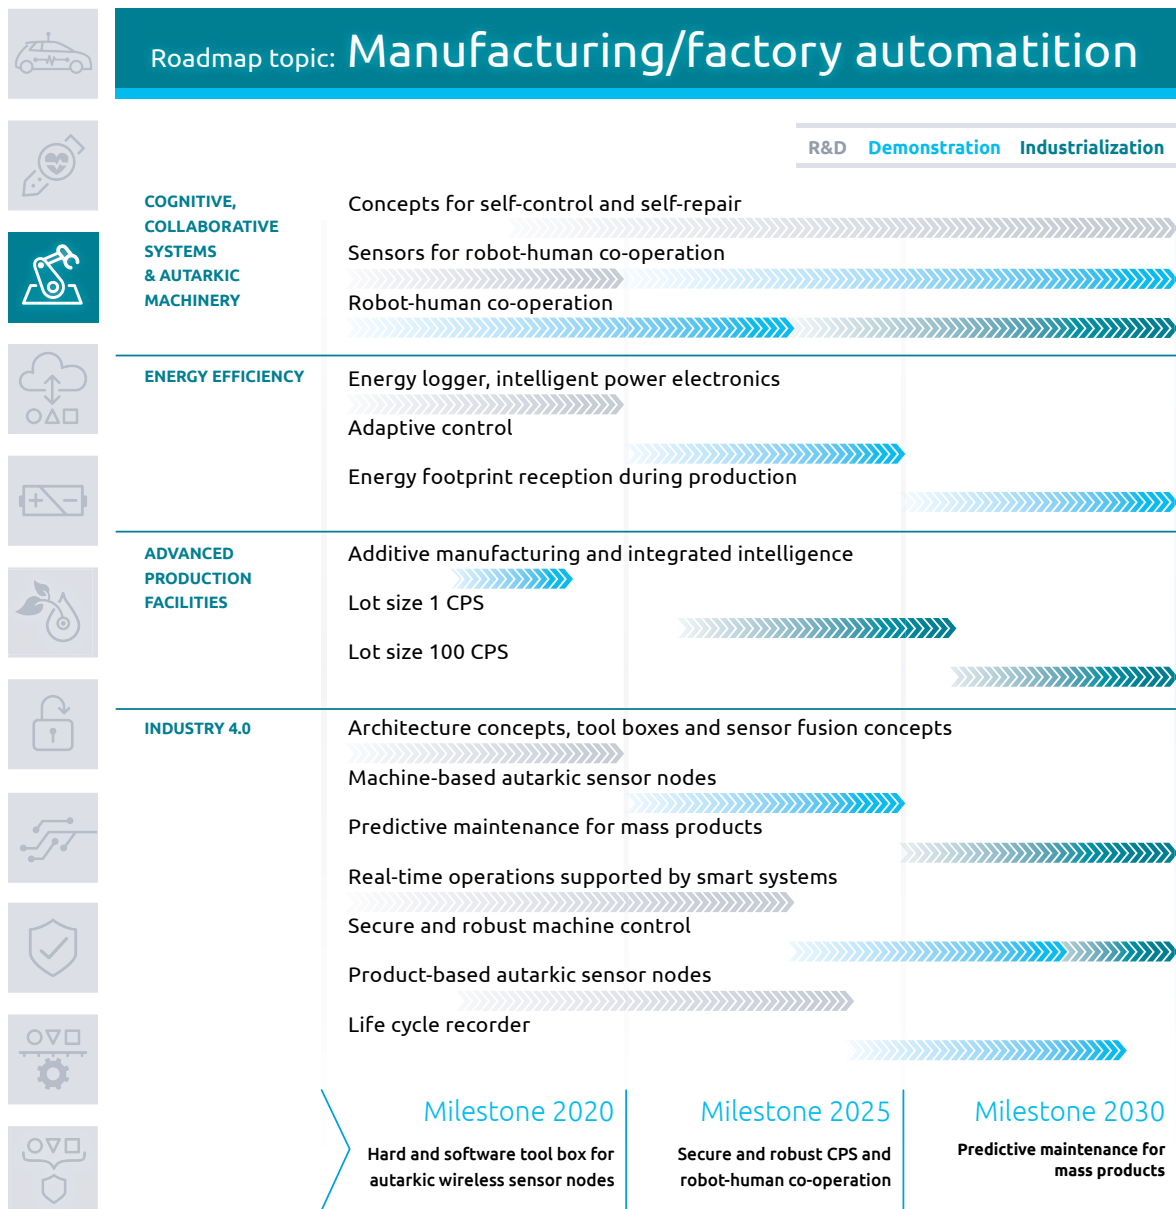 Roadmap topic: Manufacturing/factory automatition
R&D Demonstration Industrialization
COGNITIVE,
COLLABORATIVE
SYSTEMS
& AUTARKIC
MACHINERY
Concepts for self-control and self-repair
Sensors for robot-human co-operation
Robot-human co-operation
ENERGY EFFICIENCY
Energy logger, intelligent power electronics
Adaptive control
Energy footprint reception during production
ADVANCED
PRODUCTION
FACILITIES
Additive manufacturing and integrated intelligence
Lot size 1 CPS
Lot size 100 CPS
INDUSTRY 4.0
Architecture concepts, tool boxes and sensor fusion concepts
Machine-based autarkic sensor nodes
Predictive maintenance for mass products
Real-time operations supported by smart systems
Secure and robust machine control
Product-based autarkic sensor nodes
Life cycle recorder
Milestone 2020
Hard and software tool box for
autarkic wireless sensor nodes
Milestone 2025
Secure and robust CPS and
robot-human co-operation
Milestone 2030
Predictive maintenance for
mass products